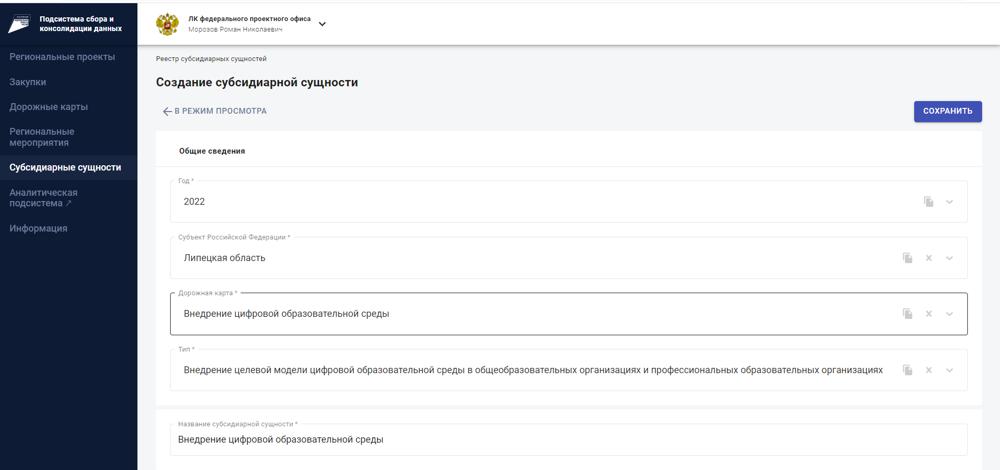 Подсистема сбора и
консолидации данных
ЛК федерального проектного офиса
Морозов Роман Николаевич
Региональные проекты
Закупки
Дорожные карты
Региональные
мероприятия
Субсидиарные сущности
Аналитическая
подсистема ↗
Информация
Реестр субсидиарных сущностей
Создание субсидиарной сущности
В РЕЖИМ ПРОСМОТРА
СОХРАНИТЬ
Общие сведения
Год *
2022
Субъект Российской Федерации *
Липецкая область
Дорожная карта *
Внедрение цифровой образовательной среды
Тип *
Внедрение целевой модели цифровой образовательной среды в общеобразовательных организациях и профессиональных образовательных организациях
Название субсидиарной сущности *
Внедрение цифровой образовательной среды